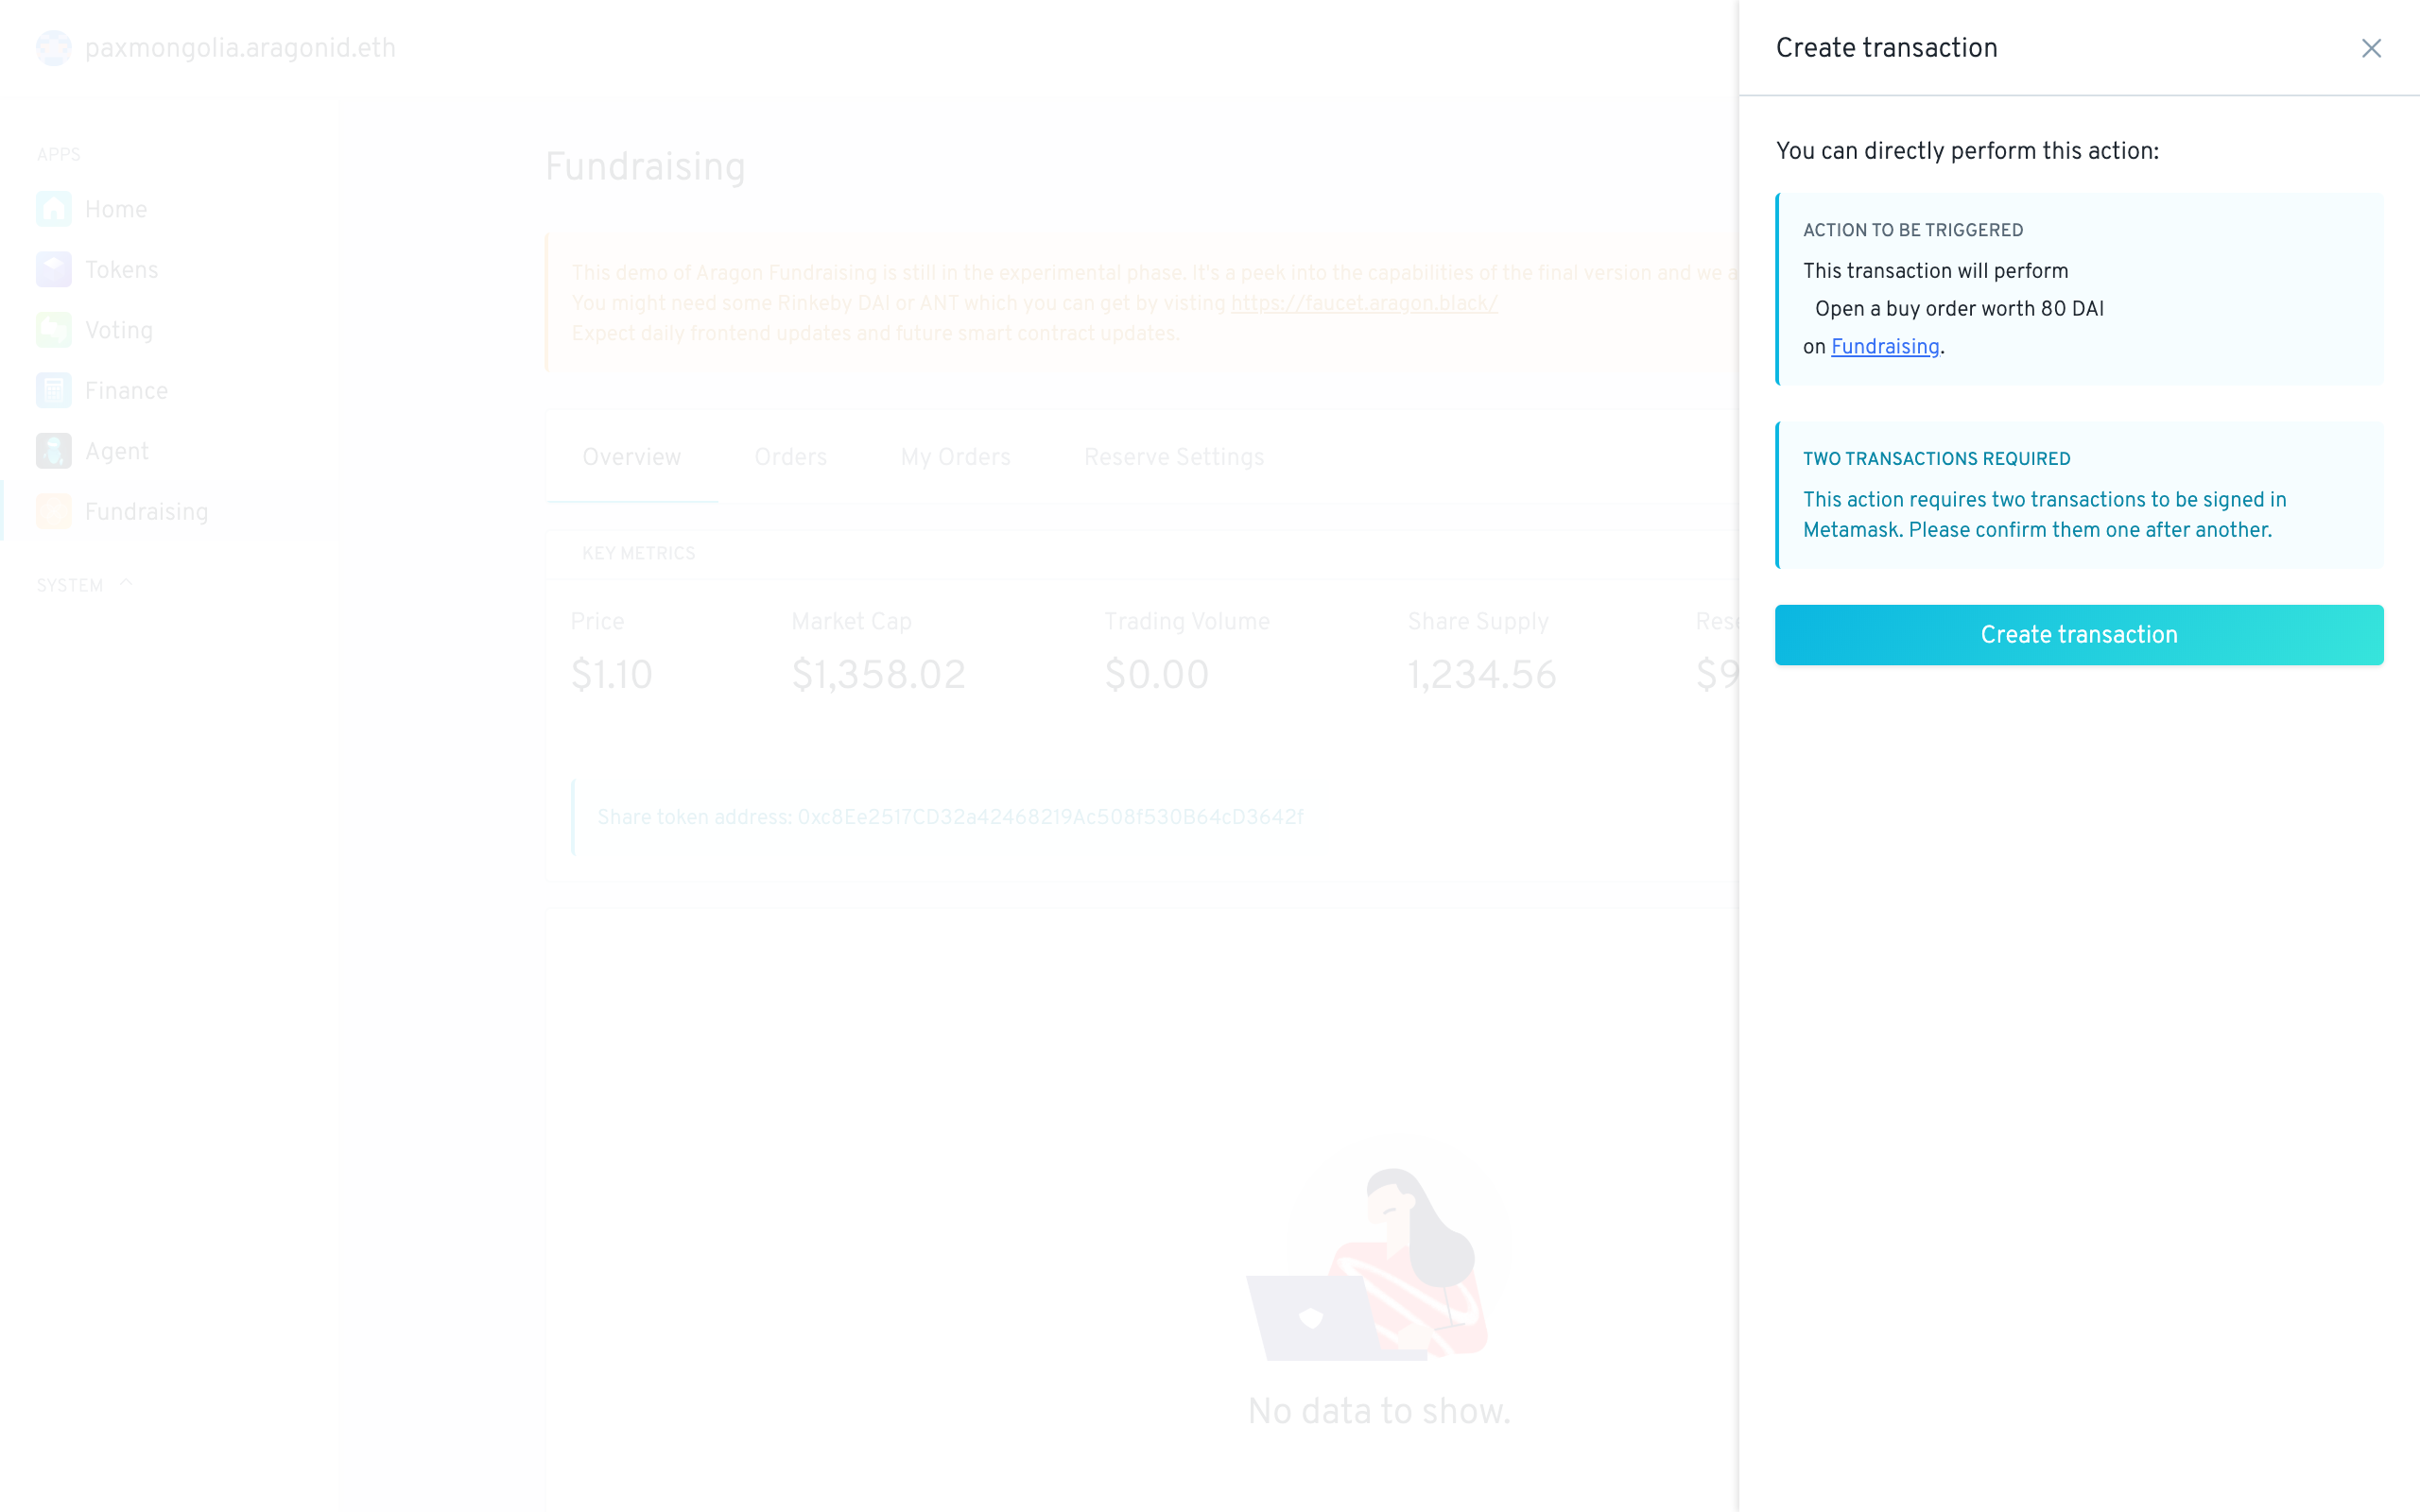 paxmongolia.aragonid.eth
APPS
Home
Tokens
Voting
Finance
Agent
Fundraising
SYSTEM
Fundraising
This demo of Aragon Fundraising is still in the experimental phase. It's a peek into the capabilities of the final version and we a
You might need some Rinkeby DAI or ANT which you can get by visting https://faucet.aragon.black/
Expect daily frontend updates and future smart contract updates.
Overview Orders My Orders Reserve Settings
KEY METRICS
Price Market Cap Trading Volume Share Supply Rese
$1.10 $1,358.02 $0.00 1,234.56 $9
Share token address: 0xc8Ee2517CD32a42468219Ac508f530B64cD3642f
No data to show.
Create transaction
You can directly perform this action:
ACTION TO BE TRIGGERED
This transaction will perform
Open a buy order worth 80 DAI
on Fundraising.
TWO TRANSACTIONS REQUIRED
This action requires two transactions to be signed in
Metamask. Please confirm them one after another.
Create transaction